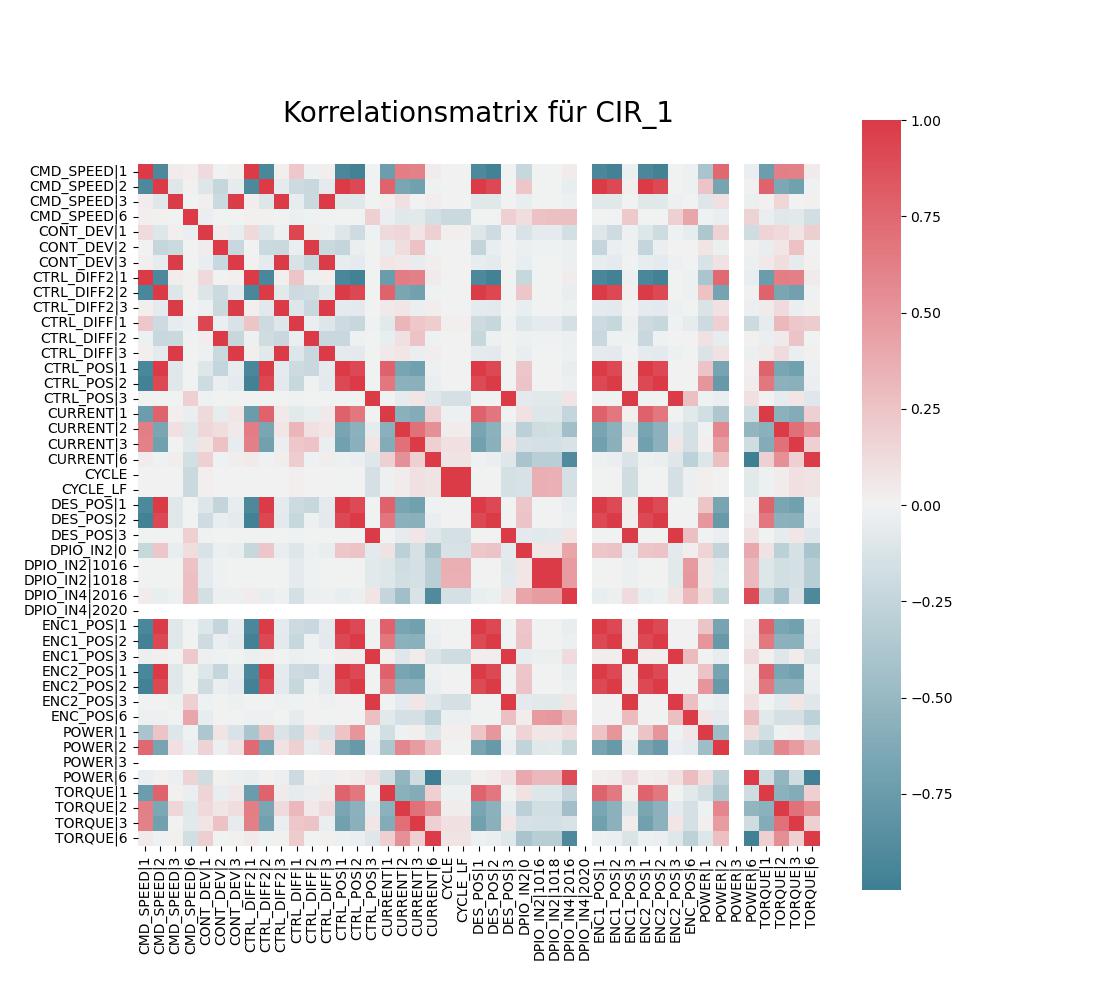 Korrelationsmatrix für CIR_1
CMD_SPEED|1
CMD_SPEED|2
CMD_SPEED|3
CMD_SPEED|6
CONT_DEV|1
CONT_DEV|2
CONT_DEV|3
CTRL_DIFF2|1
CTRL_DIFF2|2
CTRL_DIFF2|3
CTRL_DIFF|1
CTRL_DIFF|2
CTRL_DIFF|3
CTRL_POS|1
CTRL_POS|2
CTRL_POS|3
CURRENT|1
CURRENT|2
CURRENT|3
CURRENT|6
CYCLE
CYCLE_LF
DES_POS|1
DES_POS|2
DES_POS|3
DPIO_IN2|0
DPIO_IN2|1016
DPIO_IN2|1018
DPIO_IN4|2016
DPIO_IN4|2020
ENC1_POS|1
ENC1_POS|2
ENC1_POS|3
ENC2_POS|1
ENC2_POS|2
ENC2_POS|3
ENC_POS|6
POWER|1
POWER|2
POWER|3
POWER|6
TORQUE|1
TORQUE|2
TORQUE|3
TORQUE|6
CMD_SPEED|1
CMD_SPEED|2
CMD_SPEED|3
CMD_SPEED|6
CONT_DEV|1
CONT_DEV|2
CONT_DEV|3
CTRL_DIFF2|1
CTRL_DIFF2|2
CTRL_DIFF2|3
CTRL_DIFF|1
CTRL_DIFF|2
CTRL_DIFF|3
CTRL_POS|1
CTRL_POS|2
CTRL_POS|3
CURRENT|1
CURRENT|2
CURRENT|3
CURRENT|6
CYCLE
CYCLE_LF
DES_POS|1
DES_POS|2
DES_POS|3
DPIO_IN2|0
DPIO_IN2|1016
DPIO_IN2|1018
DPIO_IN4|2016
DPIO_IN4|2020
ENC1_POS|1
ENC1_POS|2
ENC1_POS|3
ENC2_POS|1
ENC2_POS|2
ENC2_POS|3
ENC_POS|6
POWER|1
POWER|2
POWER|3
POWER|6
TORQUE|1
TORQUE|2
TORQUE|3
TORQUE|6
1.00
0.75
0.50
0.25
0.00
−0.25
−0.50
−0.75